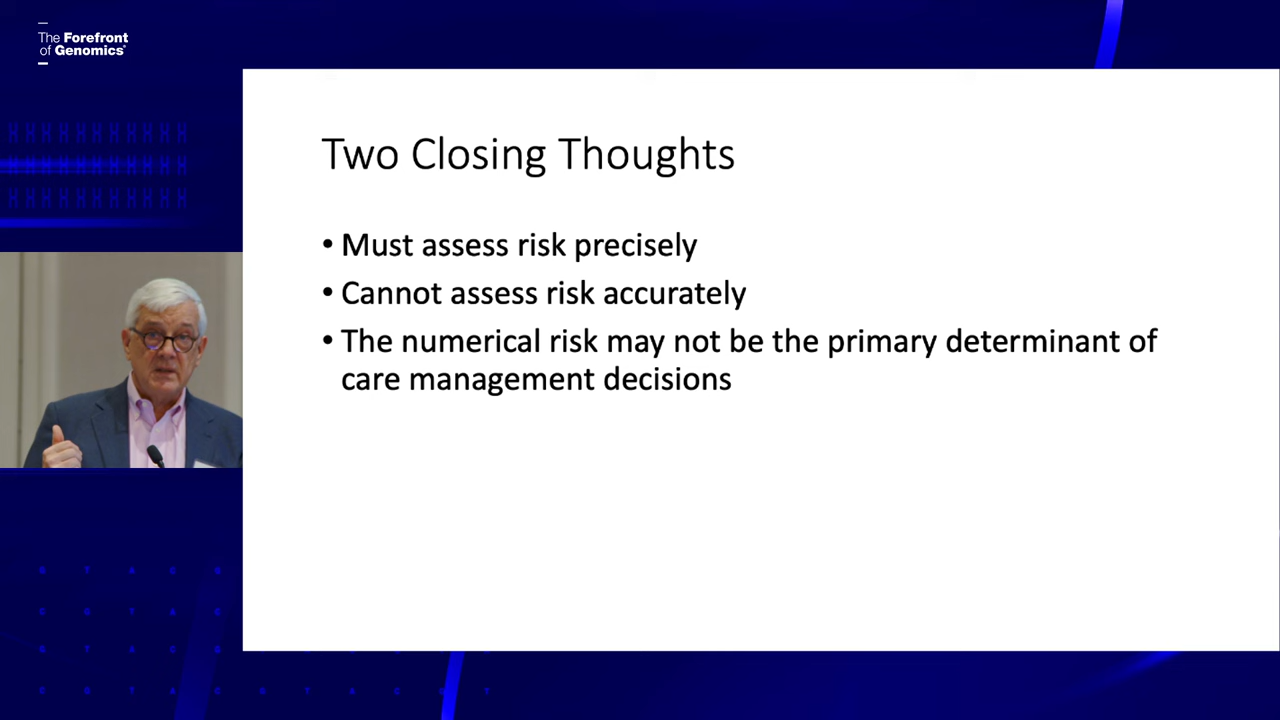 The Forefront
of Genomics®
Two Closing Thoughts
• Must assess risk precisely
• Cannot assess risk accurately
• The numerical risk may not be the primary determinant of
care management decisions
G T A C G
C O T A C
G T A C G
C O T A C O T A C G T